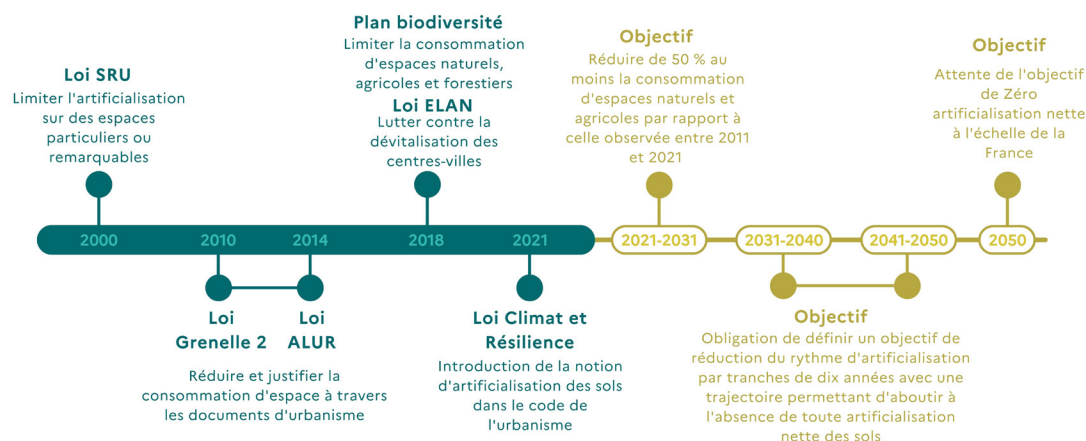 Loi SRU
Limiter l'artificialisation
sur des espaces
particuliers ou
remarquables
Plan biodiversité
Limiter la consommation
d'espaces naturels,
agricoles et forestiers
Loi ELAN
Lutter contre la
dévitalisation des
centres-villes
Objectif
Réduire de 50 % au
moins la consommation
d'espaces naturels et
agricoles par rapport à
celle observée entre 2011
et 2021
Objectif
Attente de l'objectif
de Zéro
artificialisation nette
à l'échelle de la
France
2000
2010
2014
2018
2021
2021-2031
2031-2040
2041-2050
2050
Loi
Grenelle 2
Loi
ALUR
Réduire et justifier la
consommation d'espace à travers
les documents d'urbanisme
Loi Climat et
Résilience
Introduction de la notion
d'artificialisation des sols
dans le code de
l'urbanisme
Objectif
Obligation de définir un objectif de
réduction du rythme d'artificialisation
par tranches de dix années avec une
trajectoire permettant d'aboutir à
l'absence de toute artificialisation
nette des sols